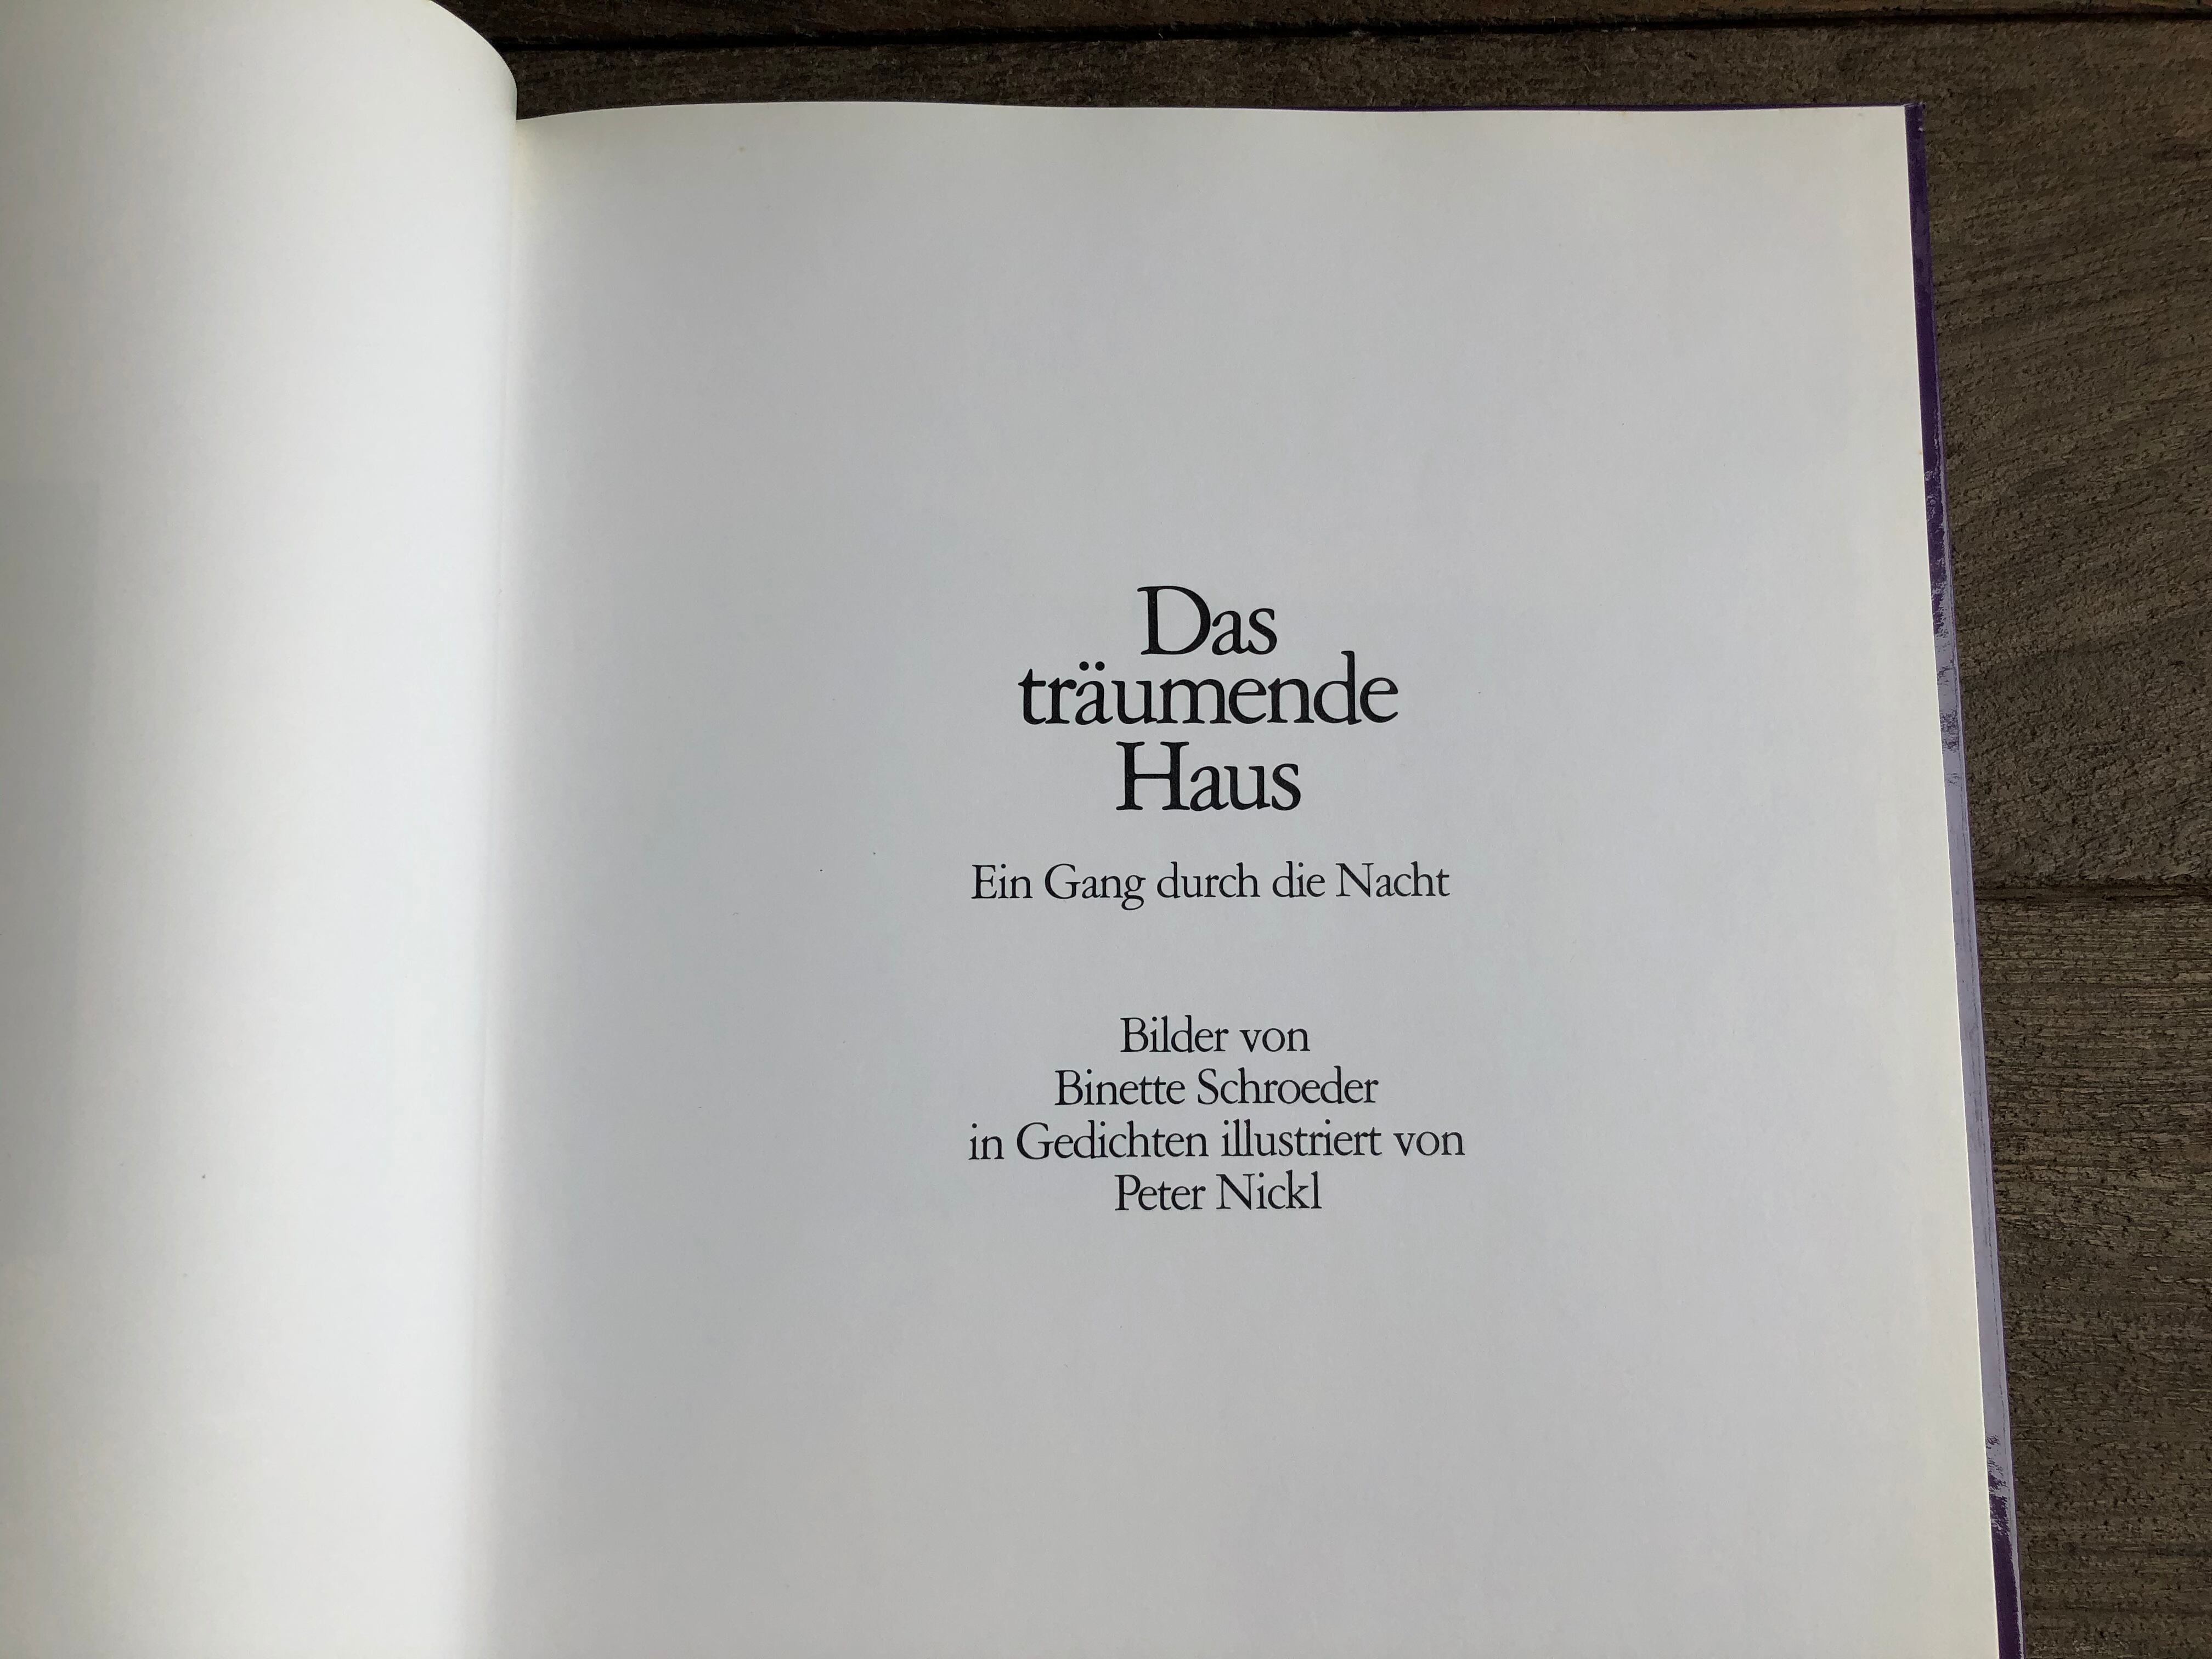 Das
träumende
Haus
Ein Gang durch die Nacht
Bilder von
Binette Schroeder
in Gedichten illustriert von
Peter Nickl